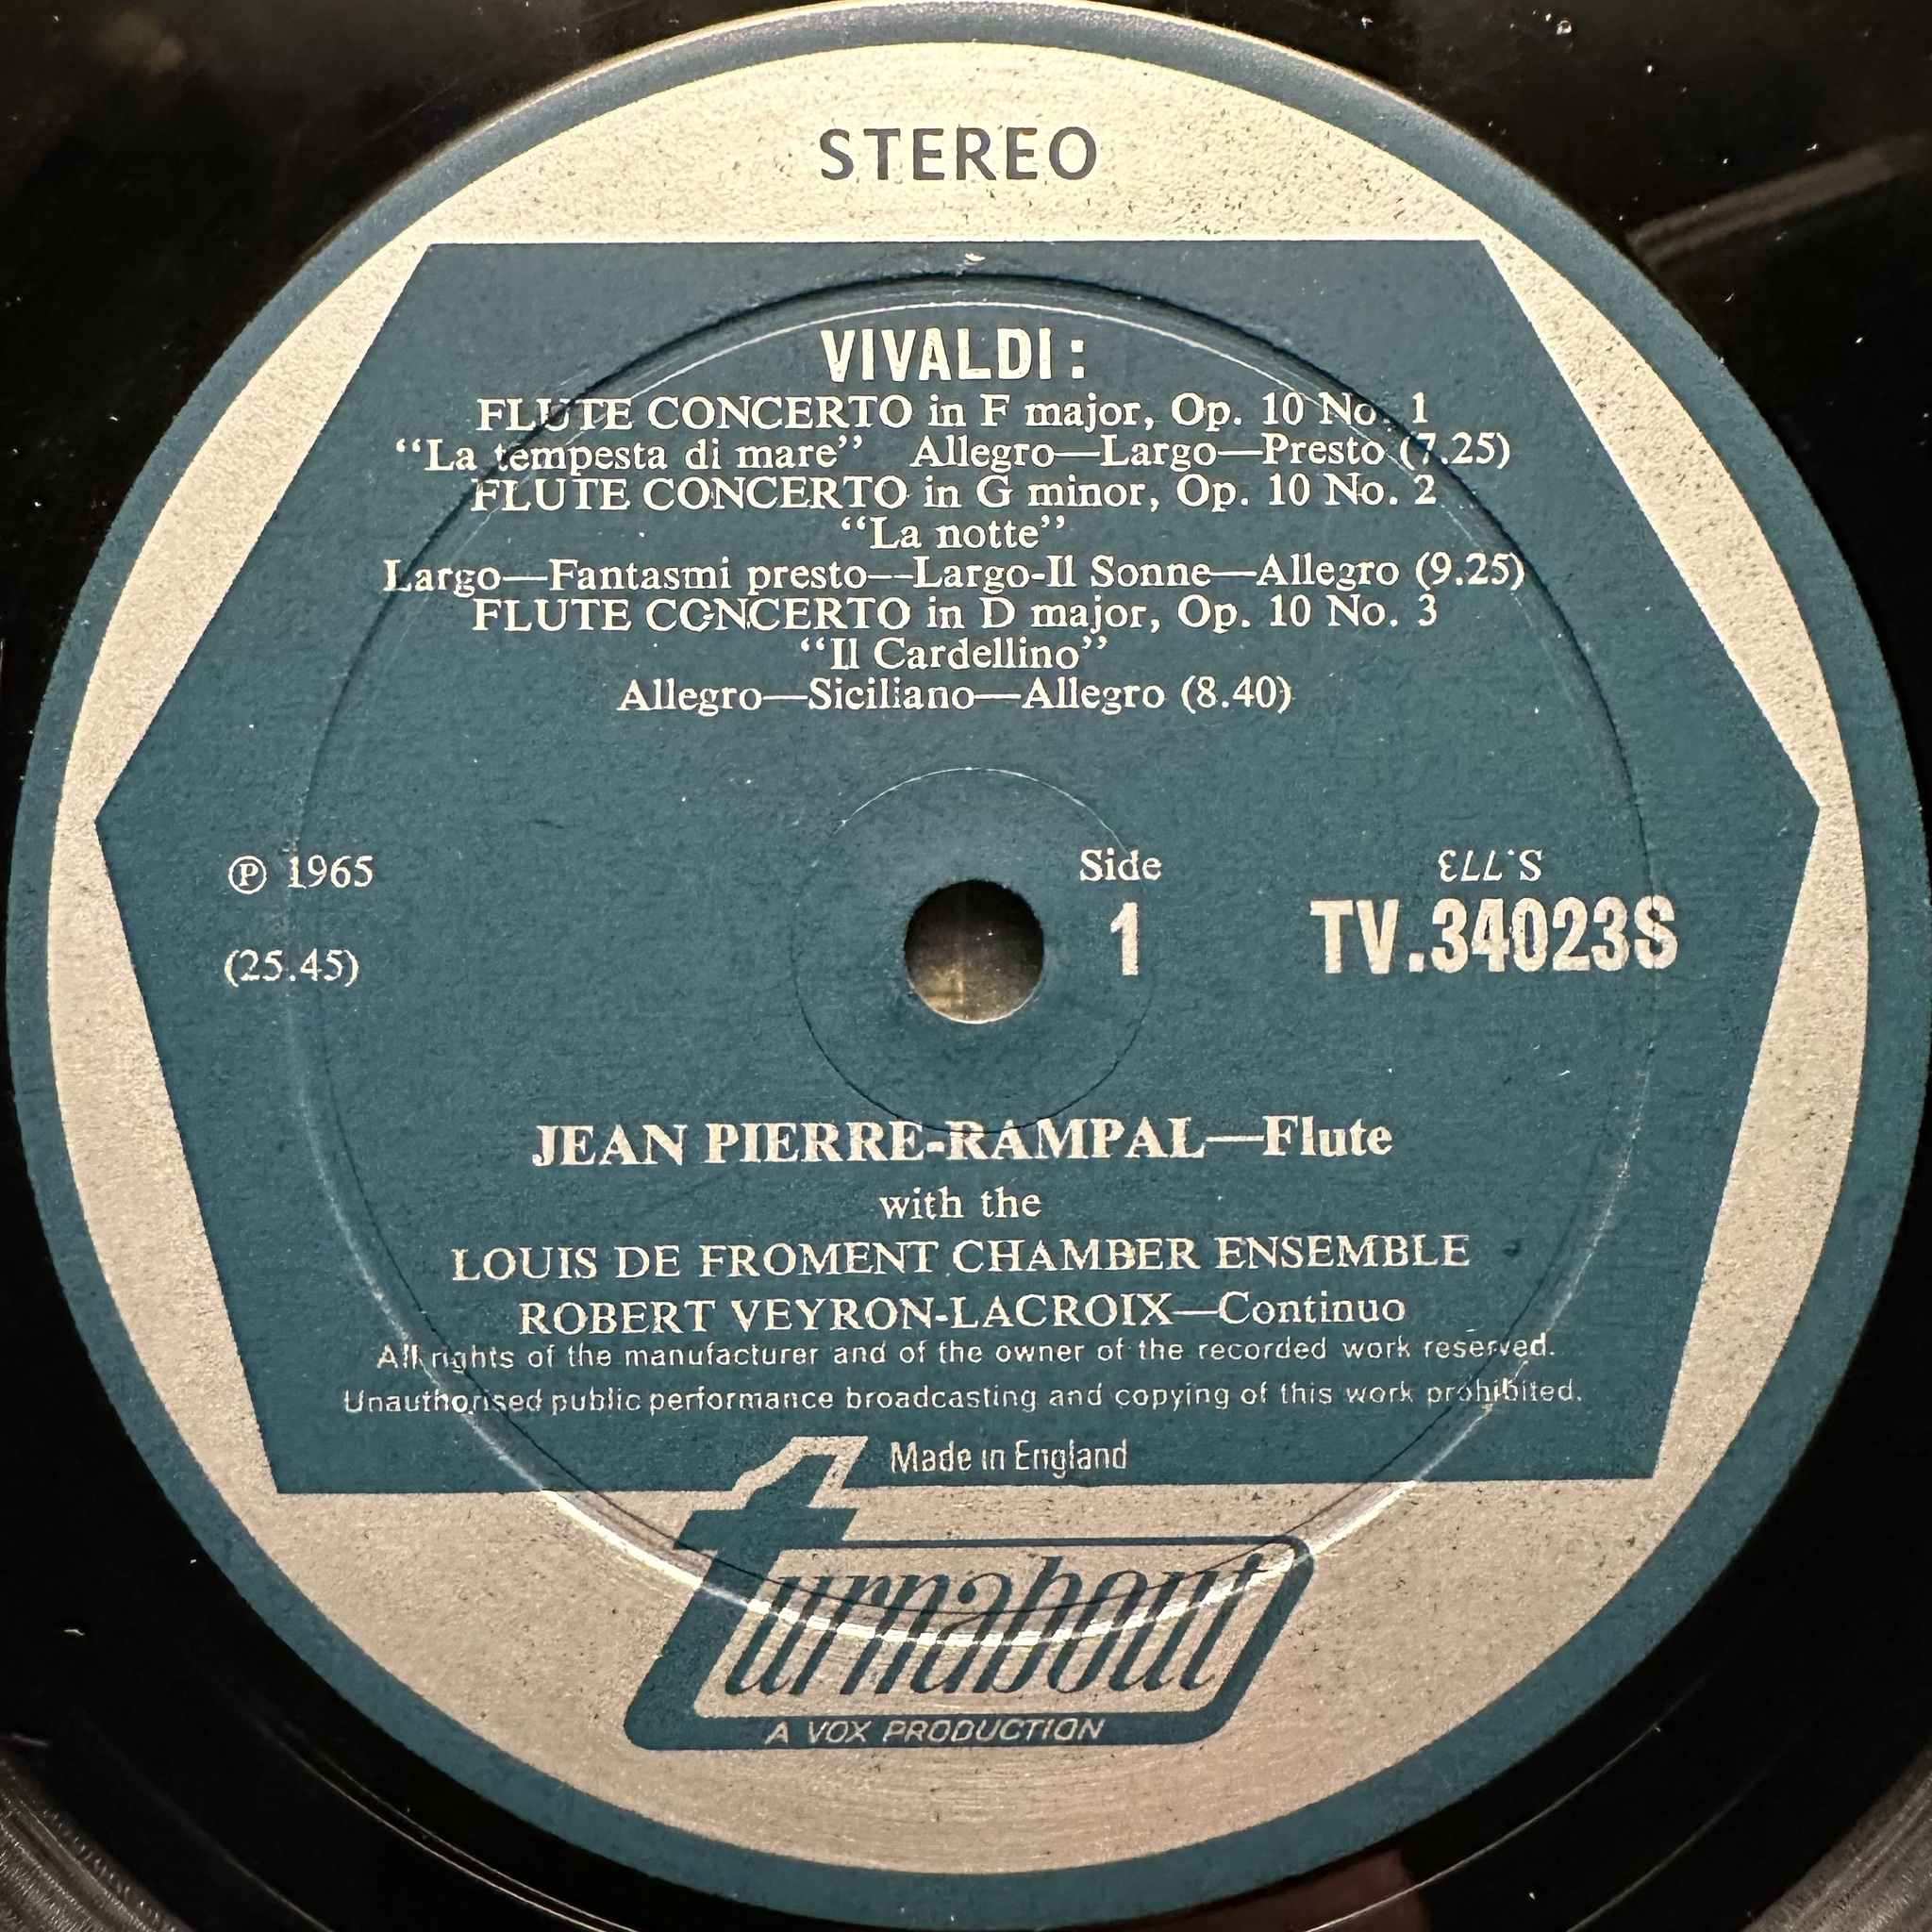 STEREO
VIVALDI:
FLUTE CONCERTO in F major, Op. 10 No. 1
“La tempesta di mare” Allegro—Largo—Presto (7.25)
FLUTE CONCERTO in G minor, Op. 10 No. 2
“La notte”
Largo—Fantasmi presto—Largo-Il Sonne—Allegro (9.25)
FLUTE CONCERTO in D major, Op. 10 No. 3
“Il Cardellino”
Allegro—Siciliano—Allegro (8.40)
℗ 1965
(25.45)
Side
1
S.773
TV.34023S
JEAN PIERRE-RAMPAL—Flute
with the
LOUIS DE FROMENT CHAMBER ENSEMBLE
ROBERT VEYRON-LACROIX—Continuo
All rights of the manufacturer and of the owner of the recorded work reserved.
Unauthorised public performance broadcasting and copying of this work prohibited.
Made in England
turnabout
A VOX PRODUCTION